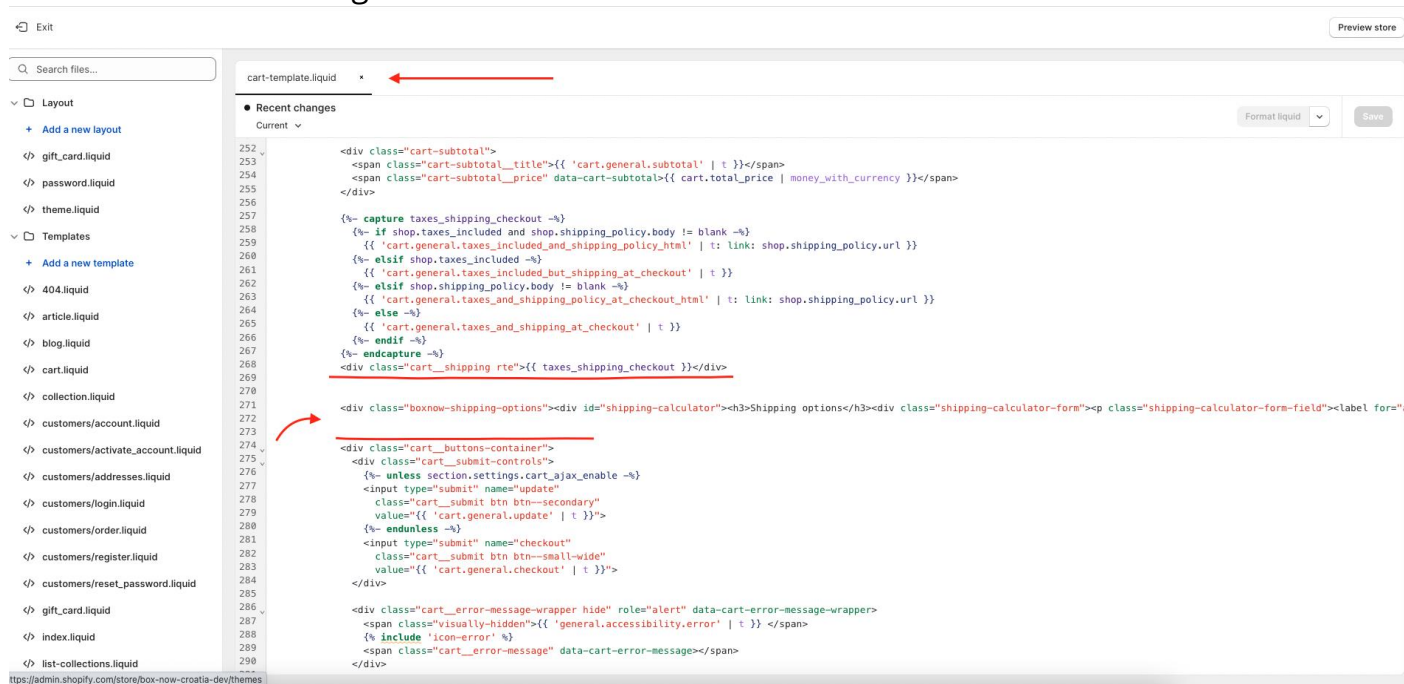 Exit
Preview store
Search files...
cart-template.liquid ×
Layout
Recent changes
+ Add a new layout
Current
Format liquid
Save
</> gift_card.liquid
</> password.liquid
</> theme.liquid
Templates
+ Add a new template
</> 404.liquid
</> article.liquid
</> blog.liquid
</> cart.liquid
</> collection.liquid
</> customers/account.liquid
</> customers/activate_account.liquid
</> customers/addresses.liquid
</> customers/login.liquid
</> customers/order.liquid
</> customers/register.liquid
</> customers/reset_password.liquid
</> gift_card.liquid
</> index.liquid
</> list-collections.liquid
ttps://admin.shopify.com/store/box-now-croatia-dev/themes
252 <div class="cart-subtotal">
253 <span class="cart-subtotal__title">{{ 'cart.general.subtotal' | t }}</span>
254 <span class="cart-subtotal__price" data-cart-subtotal>{{ cart.total_price | money_with_currency }}</span>
255 </div>
256
257 {%- capture taxes_shipping_checkout -%}
258 {%- if shop.taxes_included and shop.shipping_policy.body != blank -%}
259 {{ 'cart.general.taxes_included_and_shipping_policy_html' | t: link: shop.shipping_policy.url }}
260 {%- elsif shop.taxes_included -%}
261 {{ 'cart.general.taxes_included_but_shipping_at_checkout' | t }}
262 {%- elsif shop.shipping_policy.body != blank -%}
263 {{ 'cart.general.taxes_and_shipping_policy_at_checkout_html' | t: link: shop.shipping_policy.url }}
264 {%- else -%}
265 {{ 'cart.general.taxes_and_shipping_at_checkout' | t }}
266 {%- endif -%}
267 {%- endcapture -%}
268 <div class="cart__shipping rte">{{ taxes_shipping_checkout }}</div>
269
270
271 <div class="boxnow-shipping-options"><div id="shipping-calculator"><h3>Shipping options</h3><div class="shipping-calculator-form"><p class="shipping-calculator-form-field"><label for="
272
273
274 <div class="cart__buttons-container">
275 <div class="cart__submit-controls">
276 {%- unless section.settings.cart_ajax_enable -%}
277 <input type="submit" name="update"
278 class="cart__submit btn btn--secondary"
279 value="{{ 'cart.general.update' | t }}">
280 {%- endunless -%}
281 <input type="submit" name="checkout"
282 class="cart__submit btn btn--small-wide"
283 value="{{ 'cart.general.checkout' | t }}">
284 </div>
285
286 <div class="cart__error-message-wrapper hide" role="alert" data-cart-error-message-wrapper>
287 <span class="visually-hidden">{{ 'general.accessibility.error' | t }} </span>
288 {% include 'icon-error' %}
289 <span class="cart__error-message" data-cart-error-message></span>
290 </div>